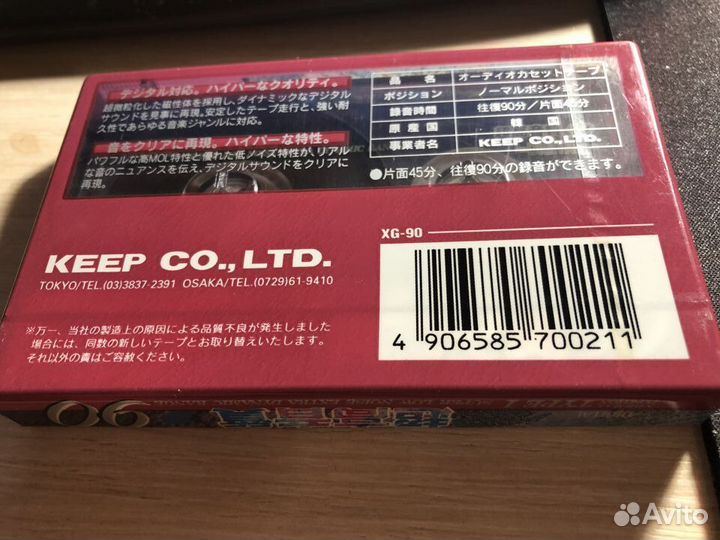 デジタル対応。ハイパーなクオリティ。
超微粒化した磁性体を採用し、ダイナミックなデジタル
サウンドを見事に再現。安定したテープ走行と、強い耐
久性であらゆる音楽ジャンルに対応。
音をクリアに再現。ハイパーな特性。
パワフルな高MOL特性と優れた低ノイズ特性が、リアル
な音のニュアンスを伝え、デジタルサウンドをクリアに
再現。
品名 オーディオカセットテープ
ポジション ノーマルポジション
録音時間 往復90分/片面45分
原産国 韓国
事業者名 KEEP CO., LTD.
●片面45分、往復90分の録音ができます。
XG-90
KEEP CO., LTD.
TOKYO/TEL.(03)3837-2391 OSAKA/TEL.(0729)61-9410
※万一、当社の製造上の原因による品質不良が発生しました
場合には、同数の新しいテープとお取り替えいたします。
それ以外の責はご容赦ください。
4 906585 700211
90
Avito